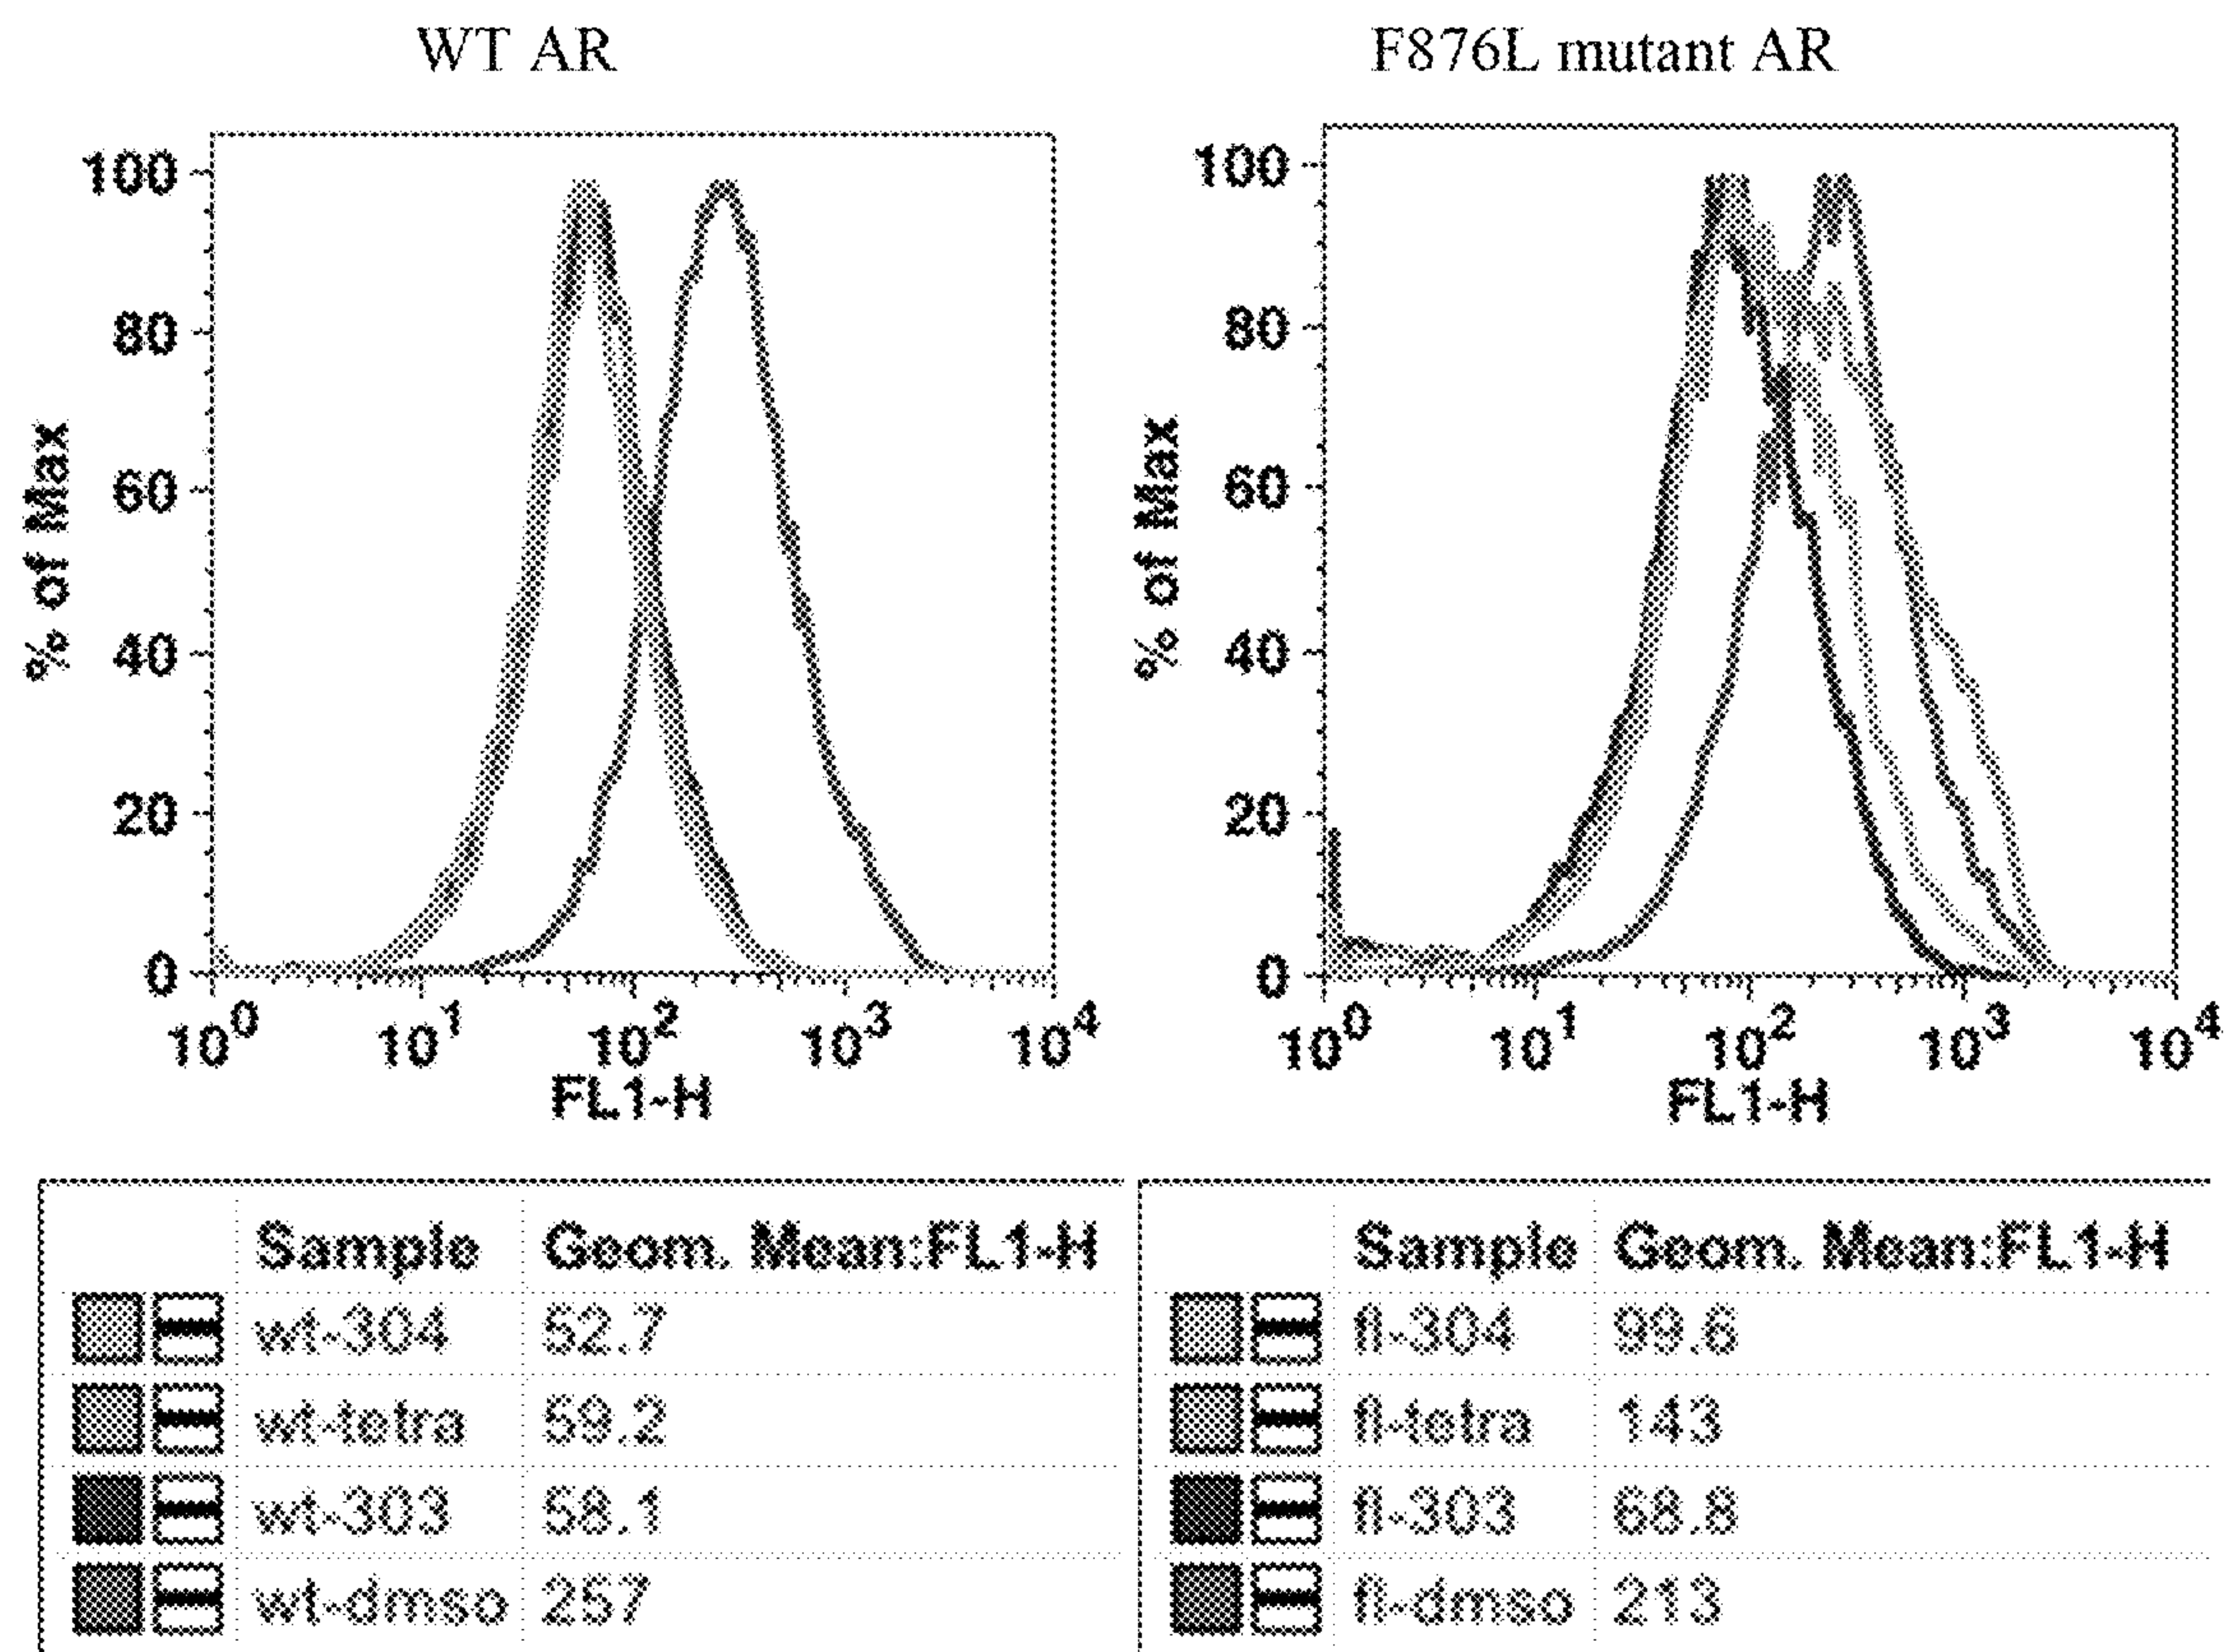 WT AR
F876L mutant AR
100
80
60
40
20
0
% of Max
10^0 10^1 10^2 10^3 10^4
FL1-H
100
80
60
40
20
0
% of Max
10^0 10^1 10^2 10^3 10^4
FL1-H
Sample Geom. Mean:FL1-H
wt-304 52.7
wt-tetra 59.2
wt-303 58.1
wt-dmso 257
Sample Geom. Mean:FL1-H
fl-304 99.6
fl-tetra 143
fl-303 68.8
fl-dmso 213